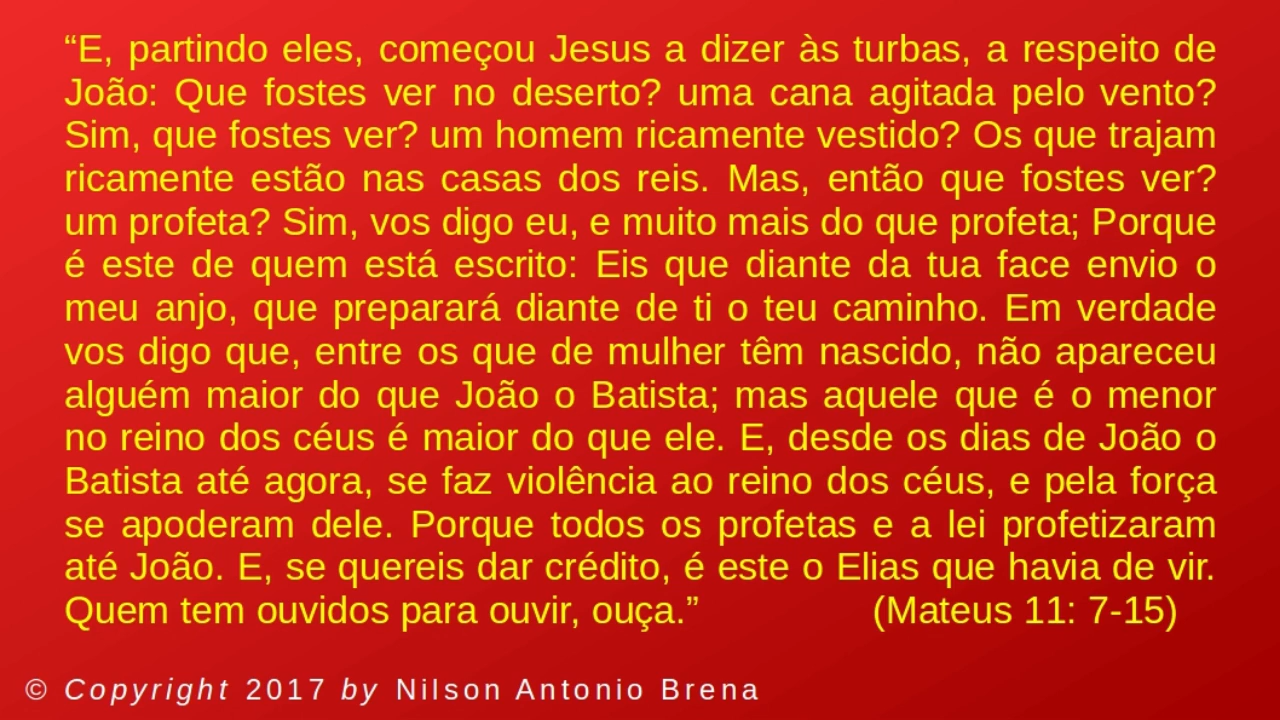 “E, partindo eles, começou Jesus a dizer às turbas, a respeito de
João: Que fostes ver no deserto? uma cana agitada pelo vento?
Sim, que fostes ver? um homem ricamente vestido? Os que trajam
ricamente estão nas casas dos reis. Mas, então que fostes ver?
um profeta? Sim, vos digo eu, e muito mais do que profeta; Porque
é este de quem está escrito: Eis que diante da tua face envio o
meu anjo, que preparará diante de ti o teu caminho. Em verdade
vos digo que, entre os que de mulher têm nascido, não apareceu
alguém maior do que João o Batista; mas aquele que é o menor
no reino dos céus é maior do que ele. E, desde os dias de João o
Batista até agora, se faz violência ao reino dos céus, e pela força
se apoderam dele. Porque todos os profetas e a lei profetizaram
até João. E, se quereis dar crédito, é este o Elias que havia de vir.
Quem tem ouvidos para ouvir, ouça.” (Mateus 11: 7-15)
© Copyright 2017 by Nilson Antonio Brena